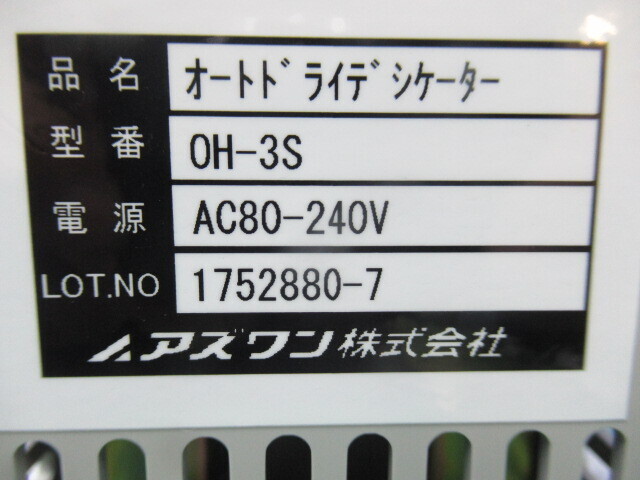 品名 オートドライデシケーター
型番 OH-3S
電源 AC80-240V
LOT.NO 1752880-7
アズワン株式会社